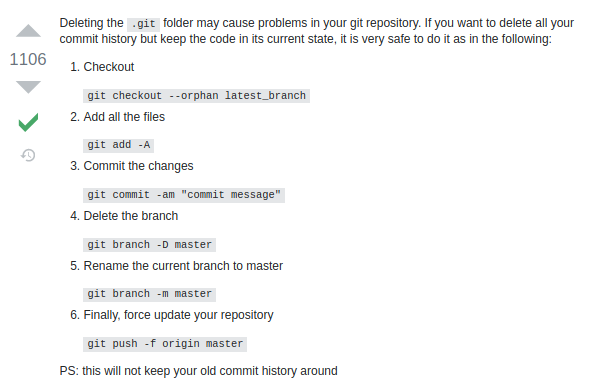 Deleting the .git folder may cause problems in your git repository. If you want to delete all your
commit history but keep the code in its current state, it is very safe to do it as in the following:
1106
1. Checkout
git checkout --orphan latest_branch
2. Add all the files
git add -A
3. Commit the changes
git commit -am "commit message"
4. Delete the branch
git branch -D master
5. Rename the current branch to master
git branch -m master
6. Finally, force update your repository
git push -f origin master
PS: this will not keep your old commit history around